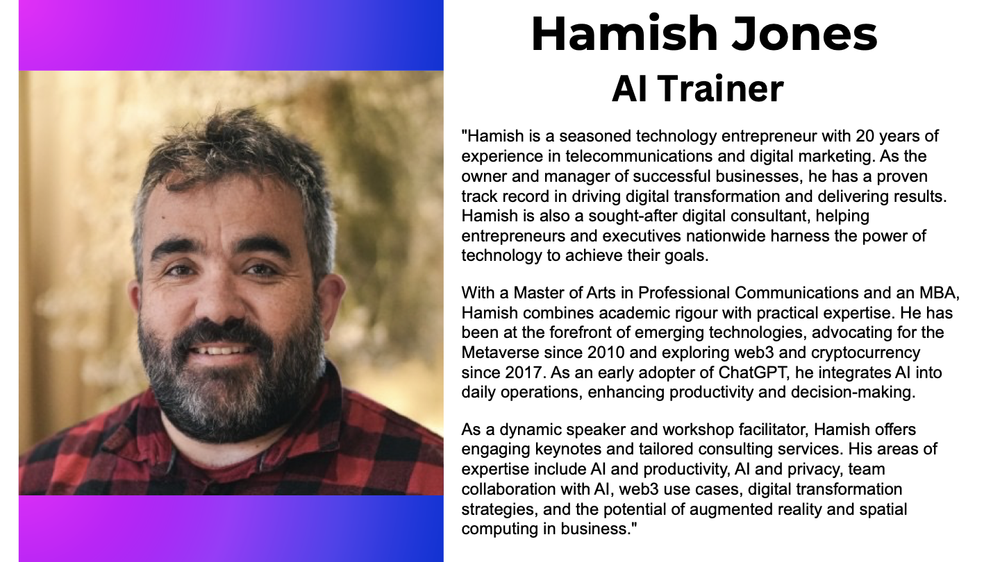 Hamish Jones
AI Trainer
"Hamish is a seasoned technology entrepreneur with 20 years of
experience in telecommunications and digital marketing. As the
owner and manager of successful businesses, he has a proven
track record in driving digital transformation and delivering results.
Hamish is also a sought-after digital consultant, helping
entrepreneurs and executives nationwide harness the power of
technology to achieve their goals.
With a Master of Arts in Professional Communications and an MBA,
Hamish combines academic rigour with practical expertise. He has
been at the forefront of emerging technologies, advocating for the
Metaverse since 2010 and exploring web3 and cryptocurrency
since 2017. As an early adopter of ChatGPT, he integrates AI into
daily operations, enhancing productivity and decision-making.
As a dynamic speaker and workshop facilitator, Hamish offers
engaging keynotes and tailored consulting services. His areas of
expertise include AI and productivity, AI and privacy, team
collaboration with AI, web3 use cases, digital transformation
strategies, and the potential of augmented reality and spatial
computing in business."